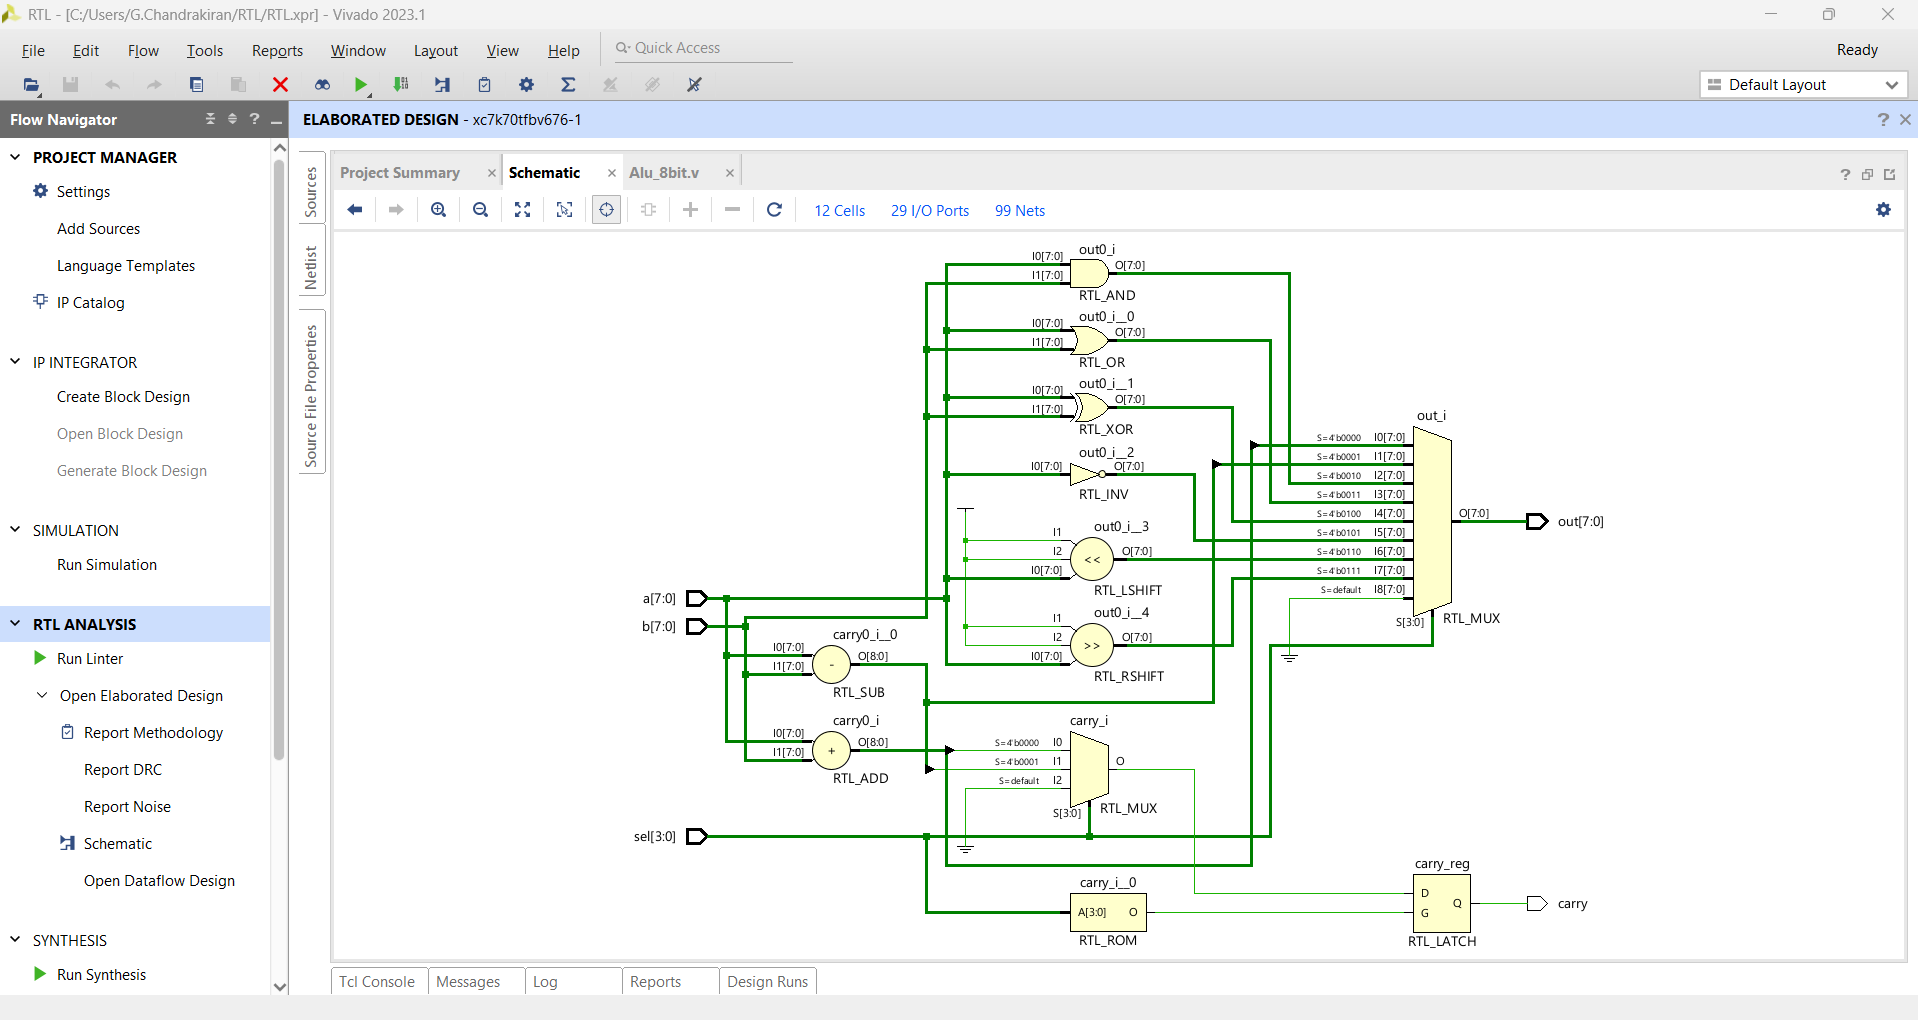 RTL - [C:/Users/G.Chandrakiran/RTL/RTL.xpr] - Vivado 2023.1
File Edit Flow Tools Reports Window Layout View Help Quick Access Ready
Default Layout
Flow Navigator
ELABORATED DESIGN - xc7k70tfbv676-1
PROJECT MANAGER
Settings
Add Sources
Language Templates
IP Catalog
IP INTEGRATOR
Create Block Design
Open Block Design
Generate Block Design
SIMULATION
Run Simulation
RTL ANALYSIS
Run Linter
Open Elaborated Design
Report Methodology
Report DRC
Report Noise
Schematic
Open Dataflow Design
SYNTHESIS
Run Synthesis
Sources
Netlist
Source File Properties
Project Summary Schematic Alu_8bit.v
12 Cells 29 I/O Ports 99 Nets
out0_i
I0[7:0] O[7:0]
I1[7:0]
RTL_AND
out0_i__0
I0[7:0] O[7:0]
I1[7:0]
RTL_OR
out0_i__1
I0[7:0] O[7:0]
I1[7:0]
RTL_XOR
out0_i__2
I0[7:0] O[7:0]
RTL_INV
out0_i__3
I1
I2 O[7:0]
I0[7:0] <<
RTL_LSHIFT
out0_i__4
I1
I2 O[7:0]
I0[7:0] >>
RTL_RSHIFT
out_i
S=4'b0000 I0[7:0]
S=4'b0001 I1[7:0]
S=4'b0010 I2[7:0]
S=4'b0011 I3[7:0]
S=4'b0100 I4[7:0] O[7:0] out[7:0]
S=4'b0101 I5[7:0]
S=4'b0110 I6[7:0]
S=4'b0111 I7[7:0]
S=default I8[7:0]
S[3:0] RTL_MUX
a[7:0]
b[7:0]
carry0_i__0
I0[7:0] O[8:0]
I1[7:0] -
RTL_SUB
carry0_i
I0[7:0] O[8:0]
I1[7:0] +
RTL_ADD
carry_i
S=4'b0000 I0
S=4'b0001 I1 O
S=default I2
S[3:0] RTL_MUX
sel[3:0]
carry_i__0
A[3:0] O
RTL_ROM
carry_reg
D
Q carry
G
RTL_LATCH
Tcl Console Messages Log Reports Design Runs